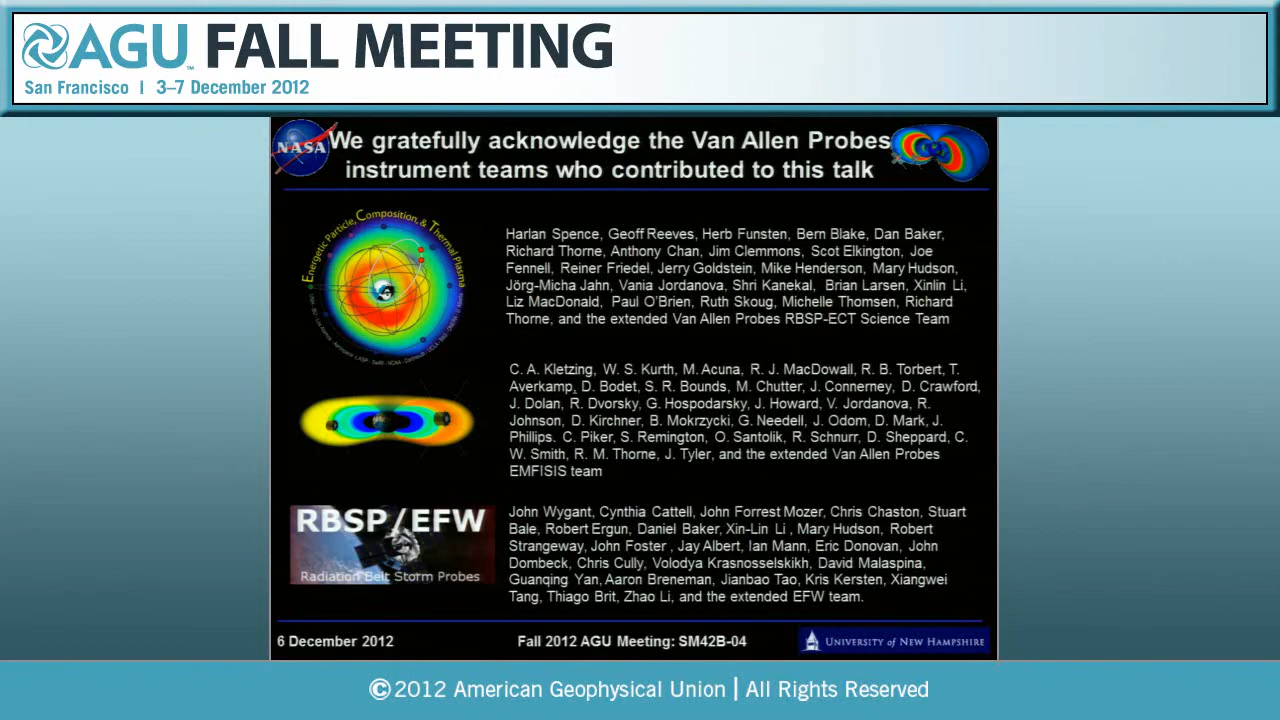 AGU™ FALL MEETING
San Francisco | 3–7 December 2012
NASA
We gratefully acknowledge the Van Allen Probes
instrument teams who contributed to this talk
Energetic Particle, Composition, & Thermal Plasma
Harlan Spence, Geoff Reeves, Herb Funsten, Bern Blake, Dan Baker,
Richard Thorne, Anthony Chan, Jim Clemmons, Scot Elkington, Joe
Fennell, Reiner Friedel, Jerry Goldstein, Mike Henderson, Mary Hudson,
Jörg-Micha Jahn, Vania Jordanova, Shri Kanekal, Brian Larsen, Xinlin Li,
Liz MacDonald, Paul O'Brien, Ruth Skoug, Michelle Thomsen, Richard
Thorne, and the extended Van Allen Probes RBSP-ECT Science Team
C. A. Kletzing, W. S. Kurth, M. Acuna, R. J. MacDowall, R. B. Torbert, T.
Averkamp, D. Bodet, S. R. Bounds, M. Chutter, J. Connerney, D. Crawford,
J. Dolan, R. Dvorsky, G. Hospodarsky, J. Howard, V. Jordanova, R.
Johnson, D. Kirchner, B. Mokrzycki, G. Needell, J. Odom, D. Mark, J.
Phillips. C. Piker, S. Remington, O. Santolik, R. Schnurr, D. Sheppard, C.
W. Smith, R. M. Thorne, J. Tyler, and the extended Van Allen Probes
EMFISIS team
RBSP/EFW
Radiation Belt Storm Probes
John Wygant, Cynthia Cattell, John Forrest Mozer, Chris Chaston, Stuart
Bale, Robert Ergun, Daniel Baker, Xin-Lin Li , Mary Hudson, Robert
Strangeway, John Foster , Jay Albert, Ian Mann, Eric Donovan, John
Dombeck, Chris Cully, Volodya Krasnosselskikh, David Malaspina,
Guanqing Yan, Aaron Breneman, Jianbao Tao, Kris Kersten, Xiangwei
Tang, Thiago Brit, Zhao Li, and the extended EFW team.
6 December 2012
Fall 2012 AGU Meeting: SM42B-04
UNIVERSITY of NEW HAMPSHIRE
©2012 American Geophysical Union | All Rights Reserved